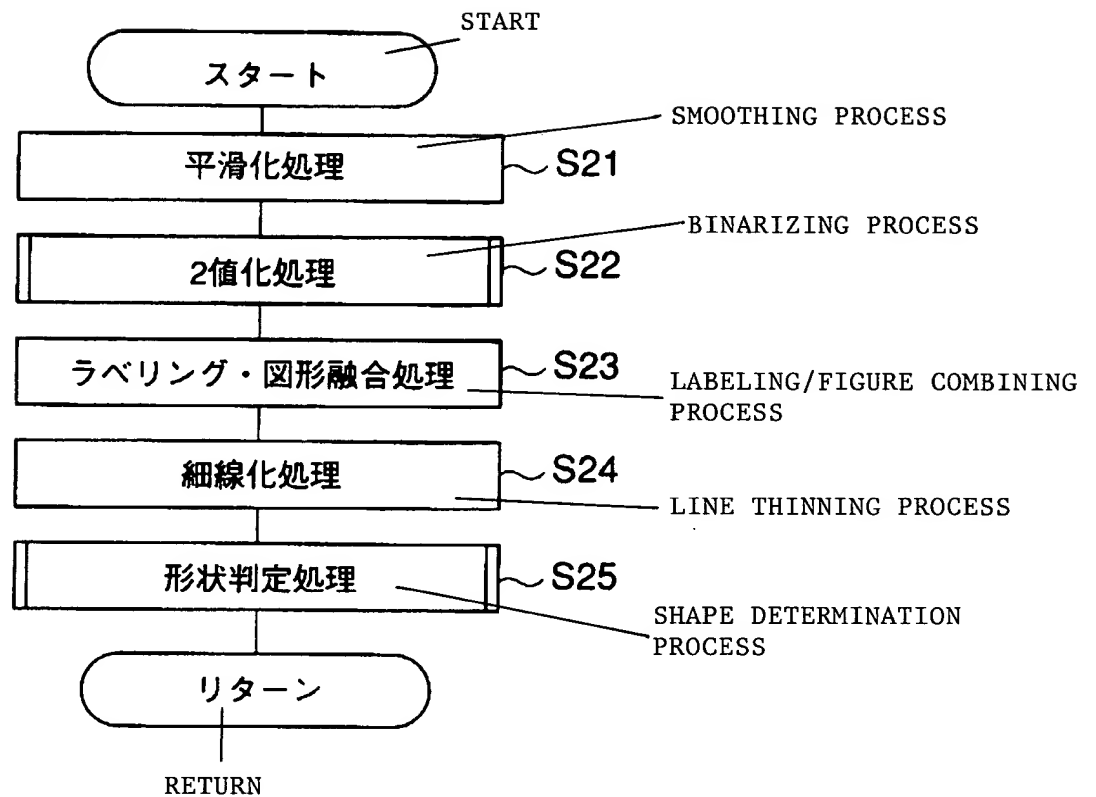 START
スタート
SMOOTHING PROCESS
平滑化処理
S21
BINARIZING PROCESS
2値化処理
S22
ラベリング・図形融合処理
S23
LABELING/FIGURE COMBINING
PROCESS
細線化処理
S24
LINE THINNING PROCESS
形状判定処理
S25
SHAPE DETERMINATION
PROCESS
リターン
RETURN